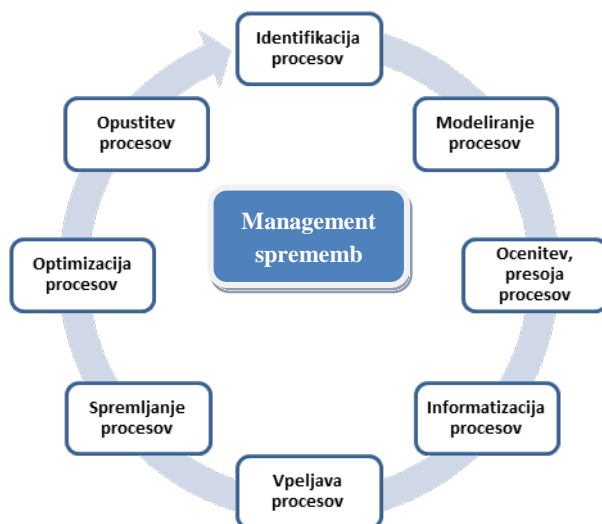 Identifikacija
procesov
Modeliranje
procesov
Ocenitev,
presoja
procesov
Informatizacija
procesov
Vpeljava
procesov
Spremljanje
procesov
Optimizacija
procesov
Opustitev
procesov
Management
sprememb